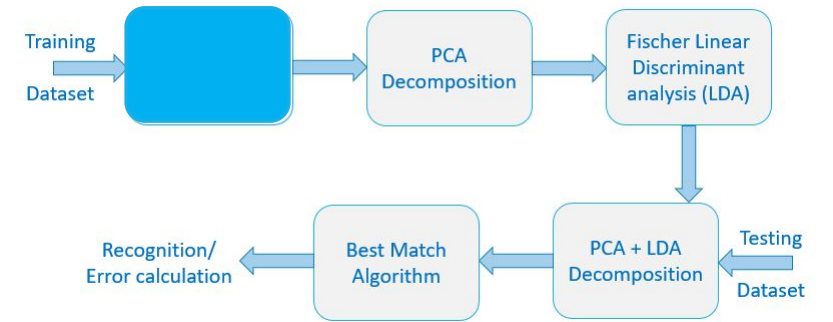 Training
Dataset
PCA
Decomposition
Fischer Linear
Discriminant
analysis (LDA)
Recognition/
Error calculation
Best Match
Algorithm
PCA + LDA
Decomposition
Testing
Dataset